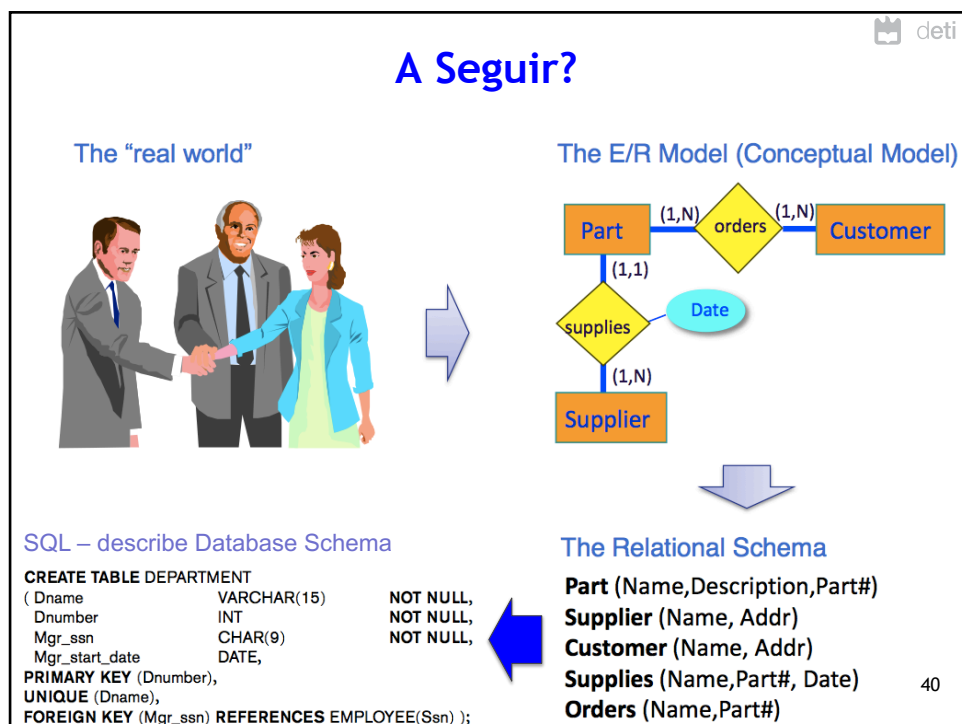 deti
A Seguir?
The “real world”
The E/R Model (Conceptual Model)
Part (1,N) orders (1,N) Customer
(1,1)
supplies Date
(1,N)
Supplier
SQL – describe Database Schema
CREATE TABLE DEPARTMENT
( Dname VARCHAR(15) NOT NULL,
Dnumber INT NOT NULL,
Mgr_ssn CHAR(9) NOT NULL,
Mgr_start_date DATE,
PRIMARY KEY (Dnumber),
UNIQUE (Dname),
FOREIGN KEY (Mgr_ssn) REFERENCES EMPLOYEE(Ssn) );
The Relational Schema
Part (Name,Description,Part#)
Supplier (Name, Addr)
Customer (Name, Addr)
Supplies (Name,Part#, Date)
Orders (Name,Part#)
40